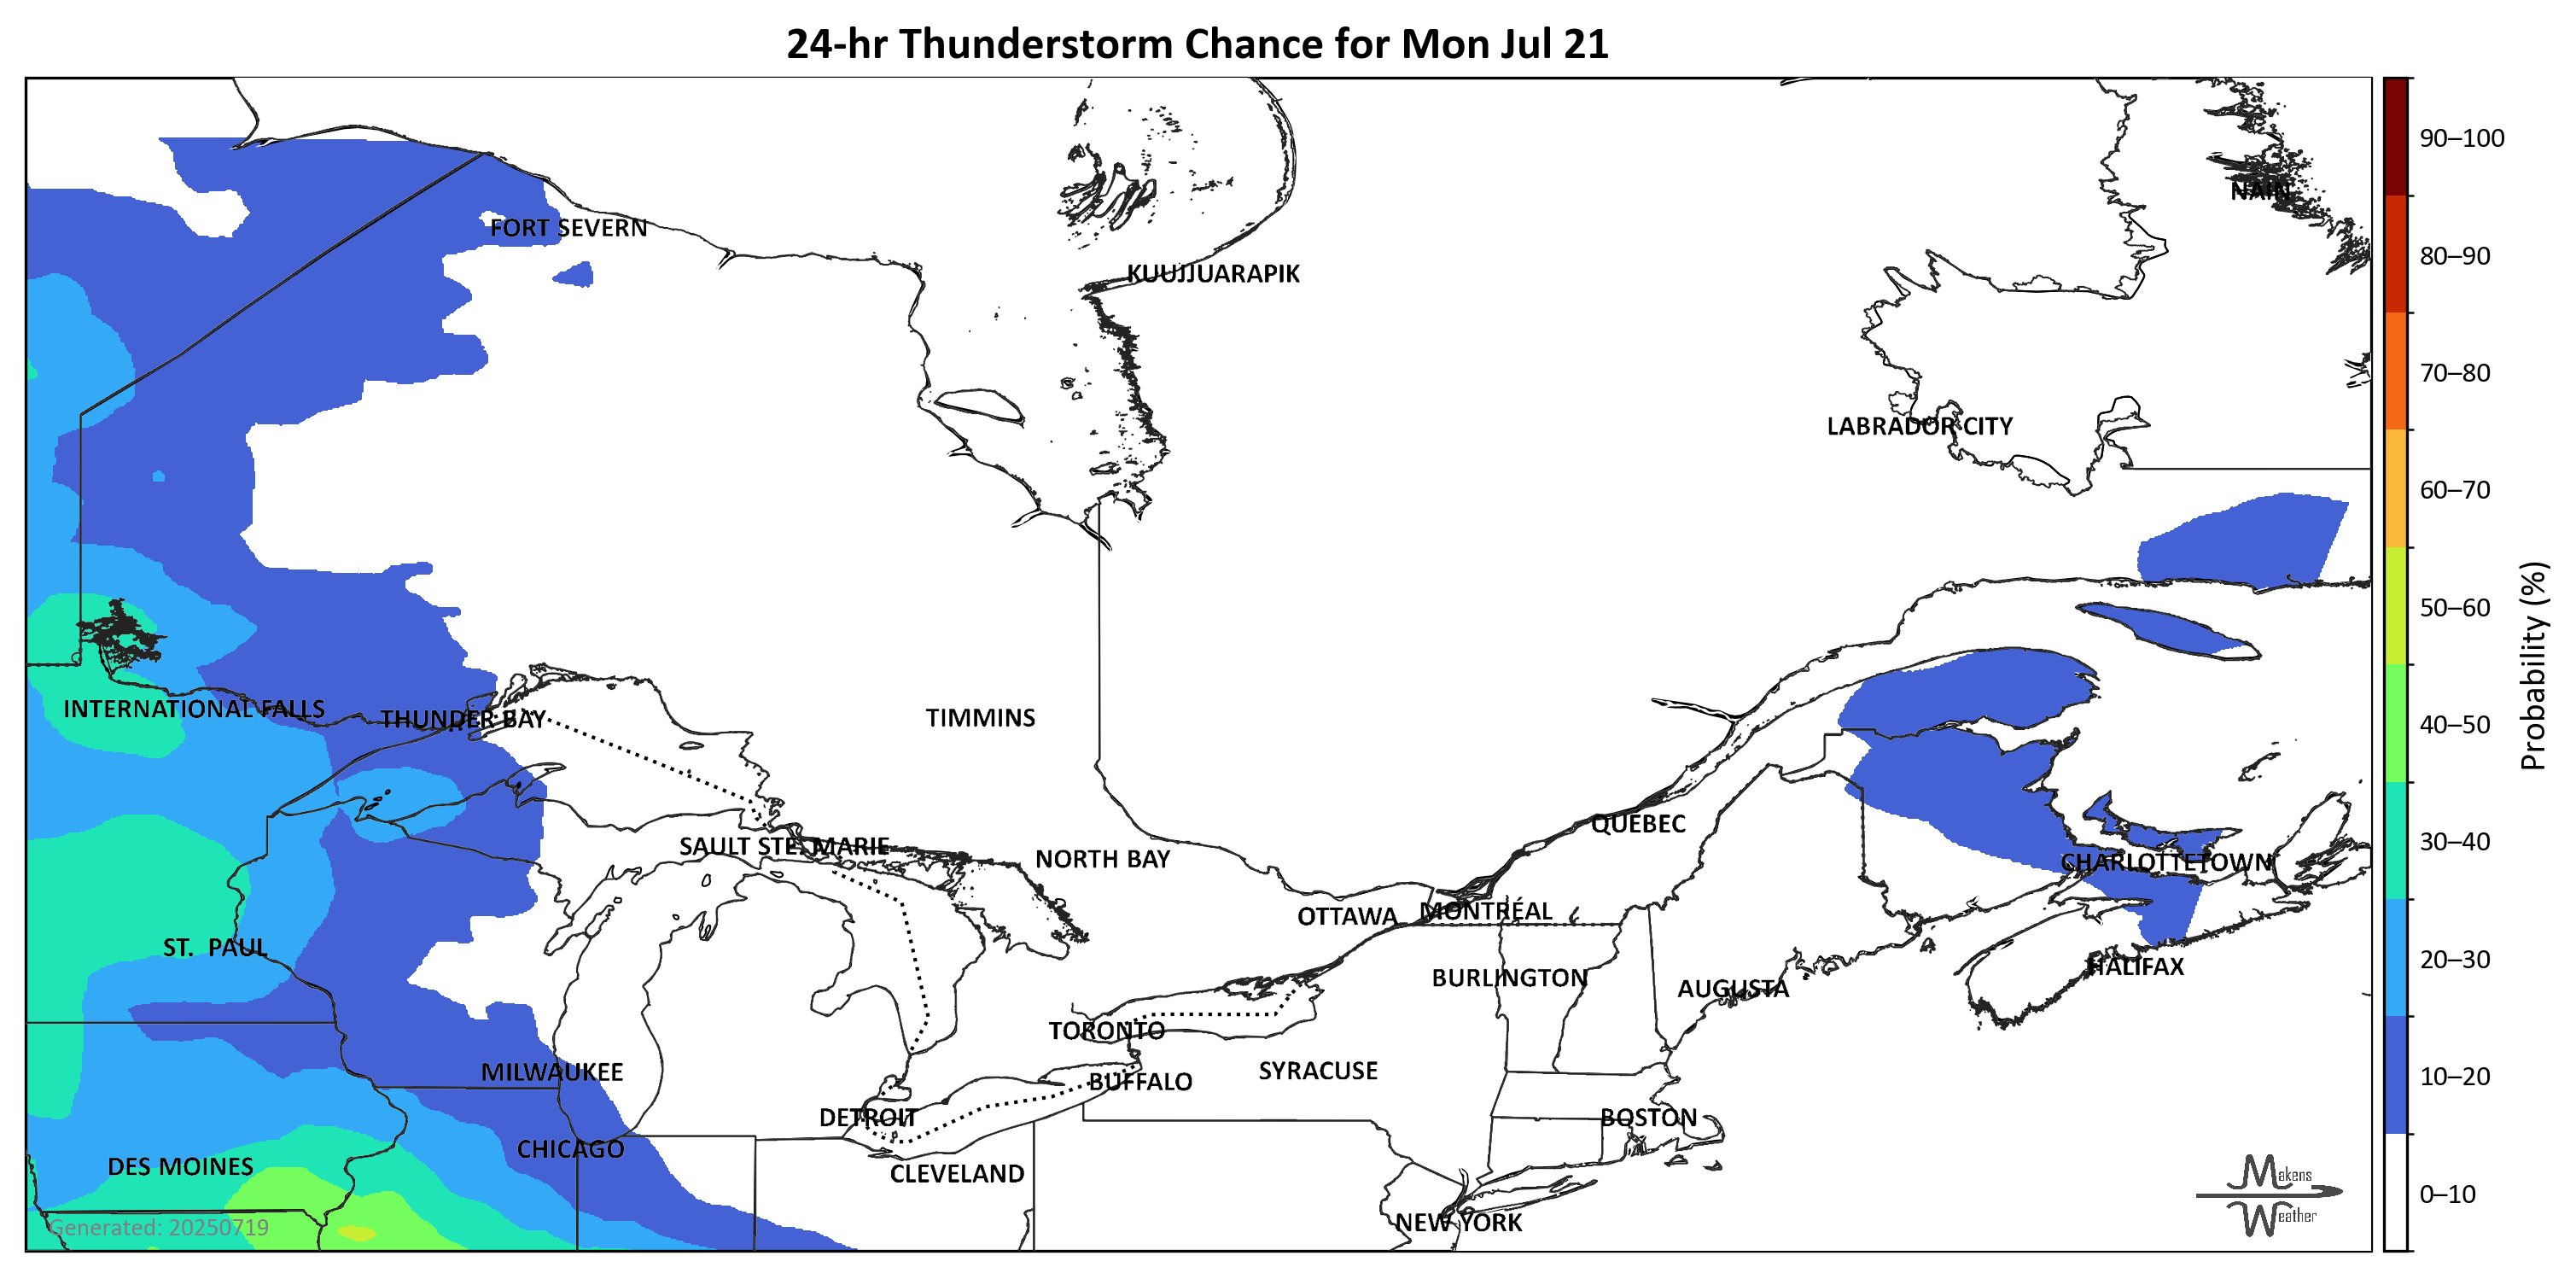 24-hr Thunderstorm Chance for Mon Jul 21
90–100
NAIN
FORT SEVERN
80–90
KUUJJUARAPIK
70–80
LABRADOR CITY
60–70
50–60
Probability (%)
INTERNATIONAL FALLS
THUNDER BAY
TIMMINS
40–50
QUEBEC
SAULT STE. MARIE
NORTH BAY
CHARLOTTETOWN
30–40
OTTAWA
MONTRÉAL
ST. PAUL
20–30
HALIFAX
BURLINGTON
AUGUSTA
TORONTO
MILWAUKEE
SYRACUSE
BUFFALO
10–20
DETROIT
BOSTON
CHICAGO
DES MOINES
CLEVELAND
Makens
Weather
0–10
NEW YORK
Generated: 20250719